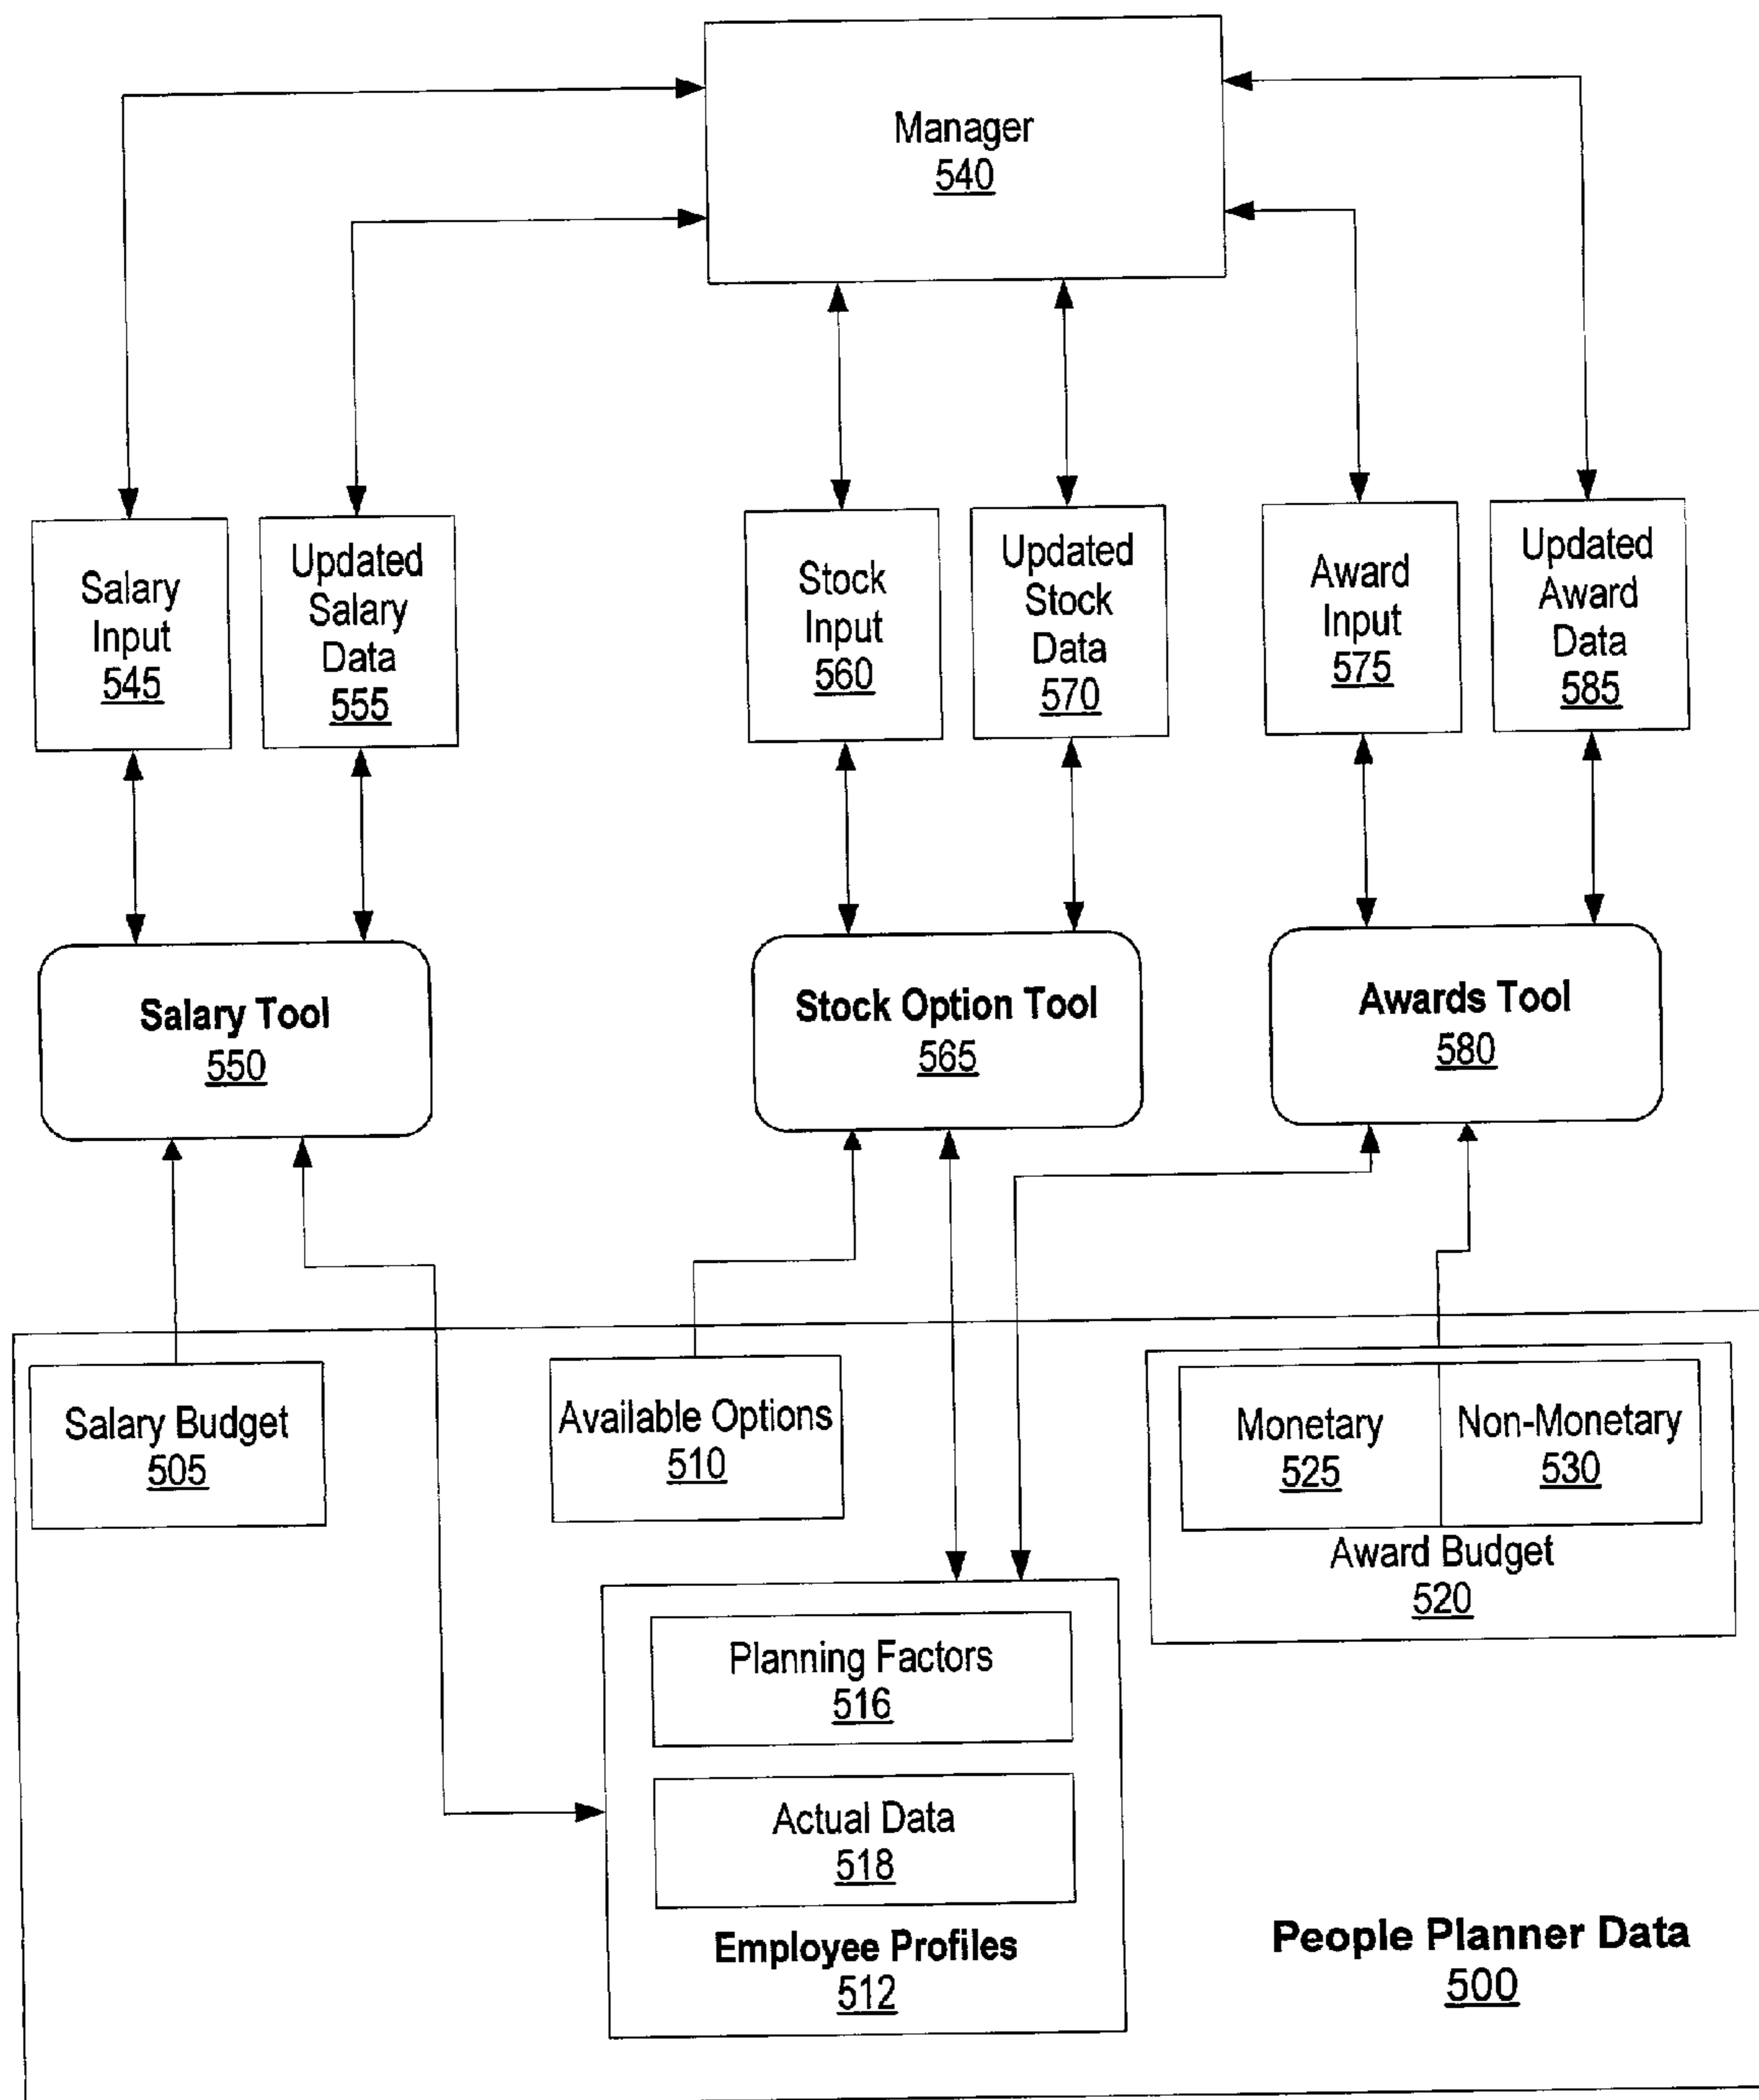 Manager
540
Salary
Input
545
Updated
Salary
Data
555
Stock
Input
560
Updated
Stock
Data
570
Award
Input
575
Updated
Award
Data
585
Salary Tool
550
Stock Option Tool
565
Awards Tool
580
Salary Budget
505
Available Options
510
Monetary
525
Non-Monetary
530
Award Budget
520
Planning Factors
516
Actual Data
518
Employee Profiles
512
People Planner Data
500